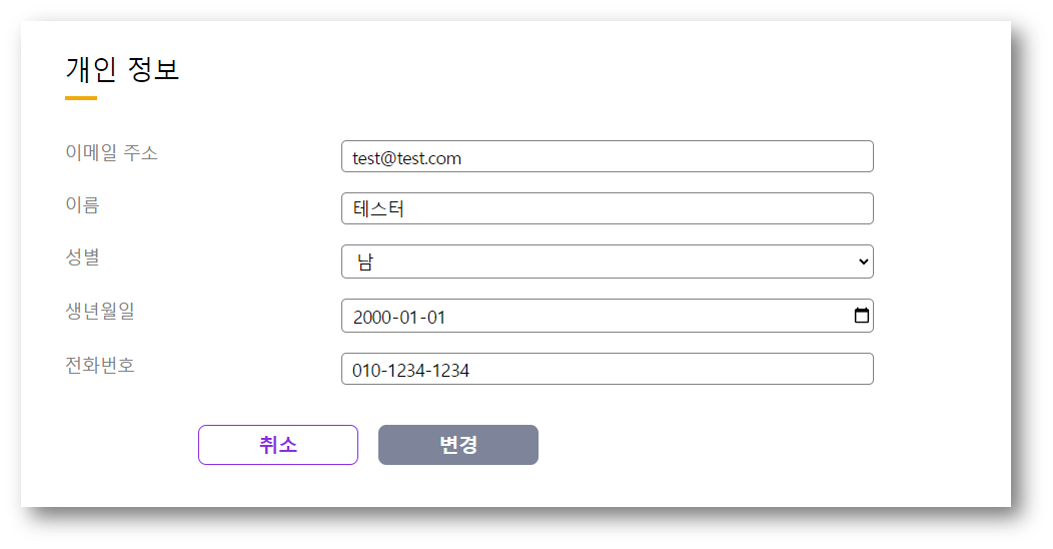 개인 정보
이메일 주소 test@test.com
이름 테스터
성별 남
생년월일 2000-01-01
전화번호 010-1234-1234
취소 변경